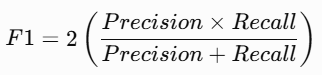 F1 = 2 ( Precision × Recall / Precision + Recall )